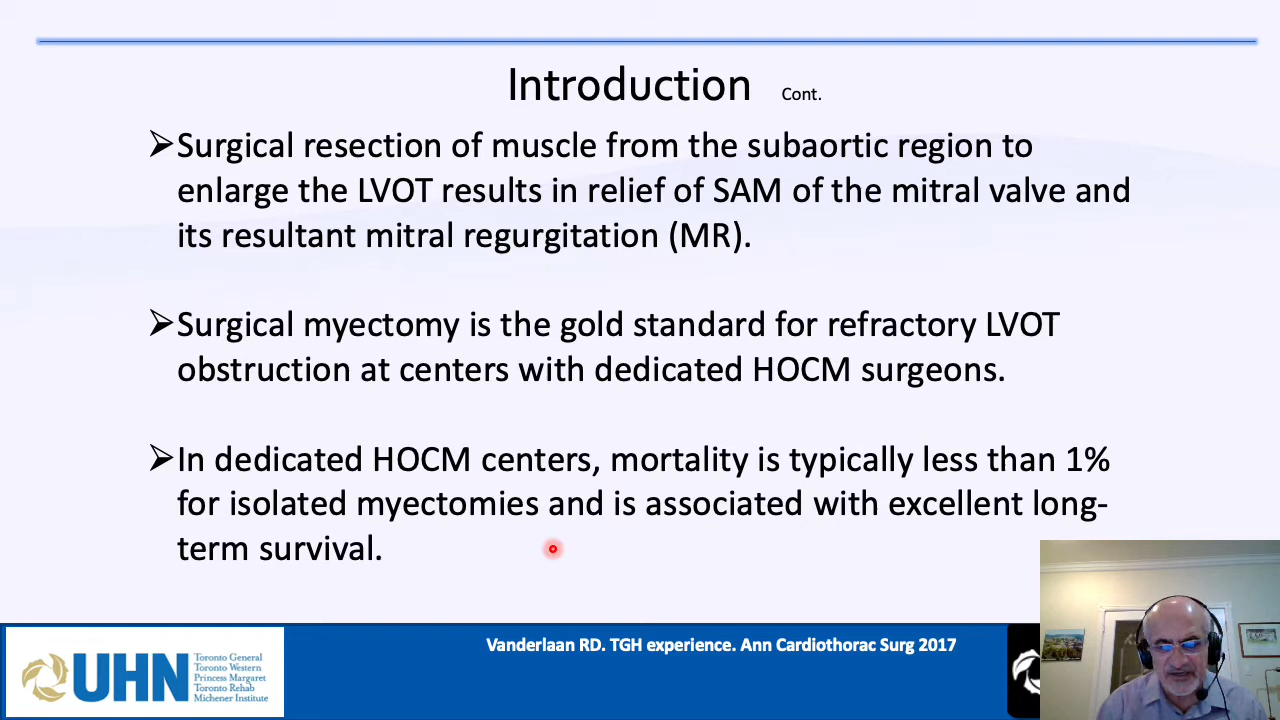 Introduction Cont.
➢Surgical resection of muscle from the subaortic region to
enlarge the LVOT results in relief of SAM of the mitral valve and
its resultant mitral regurgitation (MR).
➢Surgical myectomy is the gold standard for refractory LVOT
obstruction at centers with dedicated HOCM surgeons.
➢In dedicated HOCM centers, mortality is typically less than 1%
for isolated myectomies and is associated with excellent long-
term survival.
Vanderlaan RD. TGH experience. Ann Cardiothorac Surg 2017
UHN
Toronto General
Toronto Western
Princess Margaret
Toronto Rehab
Michener Institute